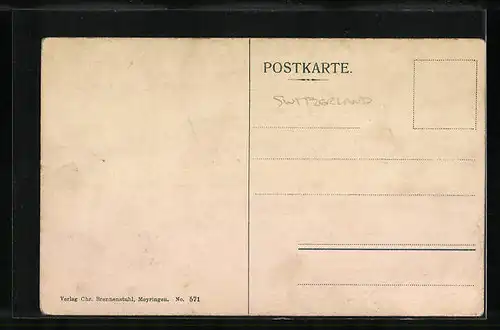 POSTKARTE.
SWITZERLAND
Verlag Chr. Brennenstuhl, Meyringen. No. 571